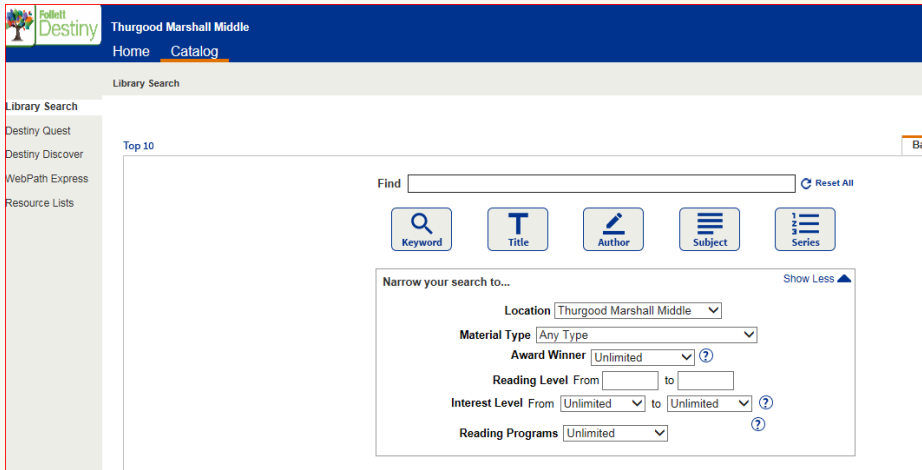 Follett
Destiny
Thurgood Marshall Middle
Home Catalog
Library Search
Library Search
Destiny Quest
Destiny Discover
WebPath Express
Resource Lists
Top 10
Ba
Find Reset All
Keyword Title Author Subject Series
Narrow your search to... Show Less
Location Thurgood Marshall Middle
Material Type Any Type
Award Winner Unlimited ?
Reading Level From to
Interest Level From Unlimited to Unlimited ?
Reading Programs Unlimited ?